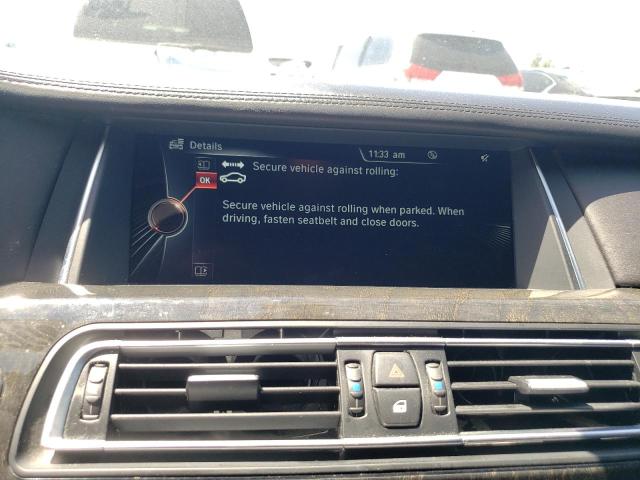 Details
11:33 am
Secure vehicle against rolling:
OK
Secure vehicle against rolling when parked. When
driving, fasten seatbelt and close doors.